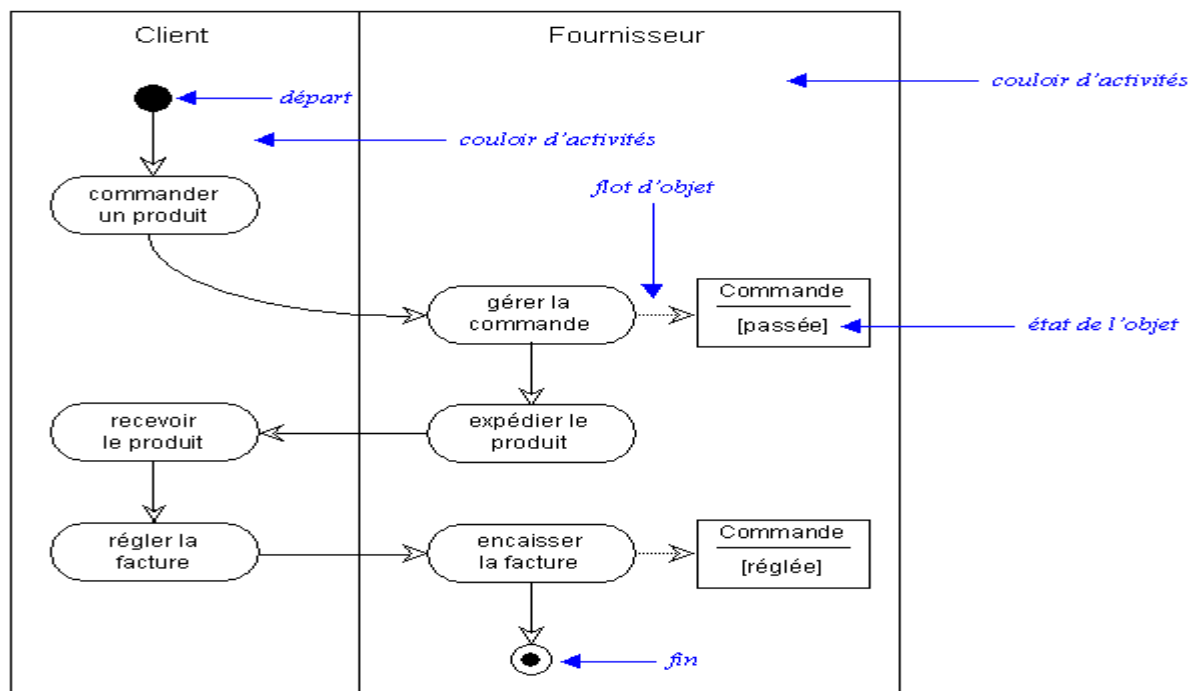 Client
Fournisseur
couloir d'activités
départ
couloir d'activités
commander
un produit
flot d'objet
gérer la
commande
Commande
[passée]
état de l'objet
recevoir
le produit
expédier le
produit
régler la
facture
encaisser
la facture
Commande
[réglée]
fin